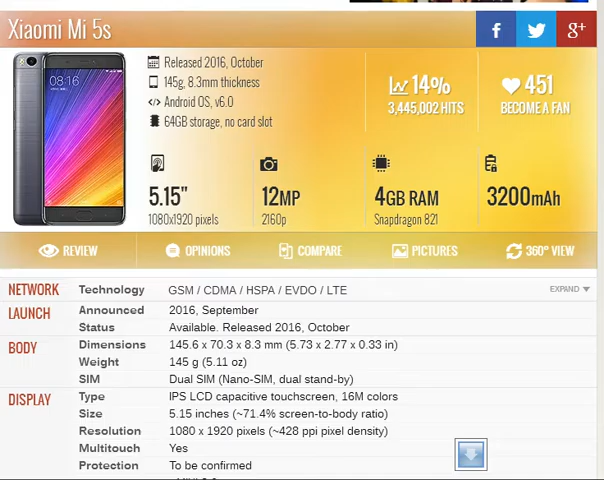 Xiaomi Mi 5s
f
g+
Released 2016, October
145g, 8.3mm thickness
Android OS, v6.0
64GB storage, no card slot
14%
3,445,002 HITS
451
BECOME A FAN
08:16
5.15"
1080x1920 pixels
12MP
2160p
4GB RAM
Snapdragon 821
3200mAh
REVIEW
OPINIONS
COMPARE
PICTURES
360° VIEW
NETWORK Technology GSM / CDMA / HSPA / EVDO / LTE EXPAND ▼
LAUNCH Announced 2016, September
Status Available. Released 2016, October
BODY Dimensions 145.6 x 70.3 x 8.3 mm (5.73 x 2.77 x 0.33 in)
Weight 145 g (5.11 oz)
SIM Dual SIM (Nano-SIM, dual stand-by)
DISPLAY Type IPS LCD capacitive touchscreen, 16M colors
Size 5.15 inches (~71.4% screen-to-body ratio)
Resolution 1080 x 1920 pixels (~428 ppi pixel density)
Multitouch Yes
Protection To be confirmed